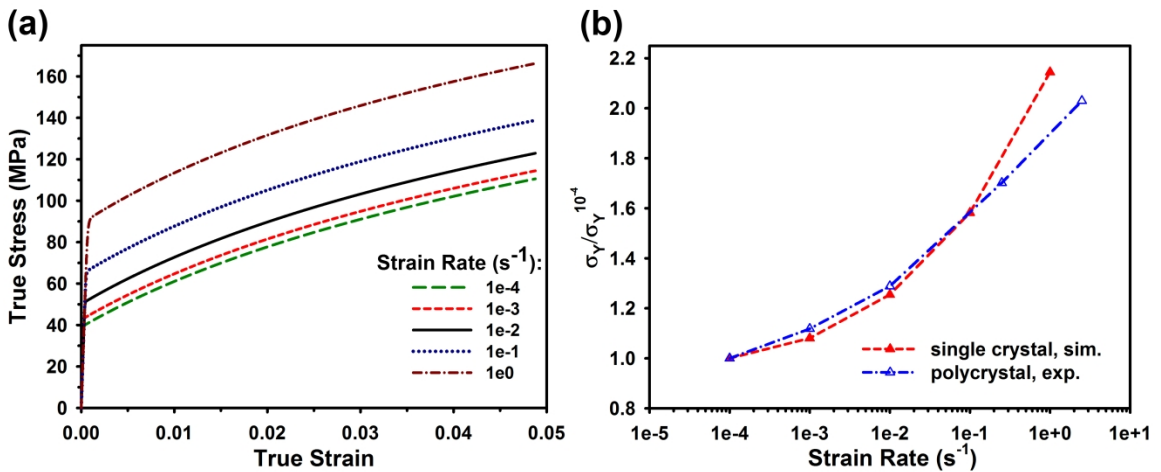 (a)
True Stress (MPa)
160
140
120
100
80
60
40
20
0
0.00 0.01 0.02 0.03 0.04 0.05
True Strain
Strain Rate (s⁻¹):
1e-4
1e-3
1e-2
1e-1
1e0
(b)
σY/σY10⁻⁴
2.2
2.0
1.8
1.6
1.4
1.2
1.0
0.8
1e-5 1e-4 1e-3 1e-2 1e-1 1e+0 1e+1
Strain Rate (s⁻¹)
single crystal, sim.
polycrystal, exp.